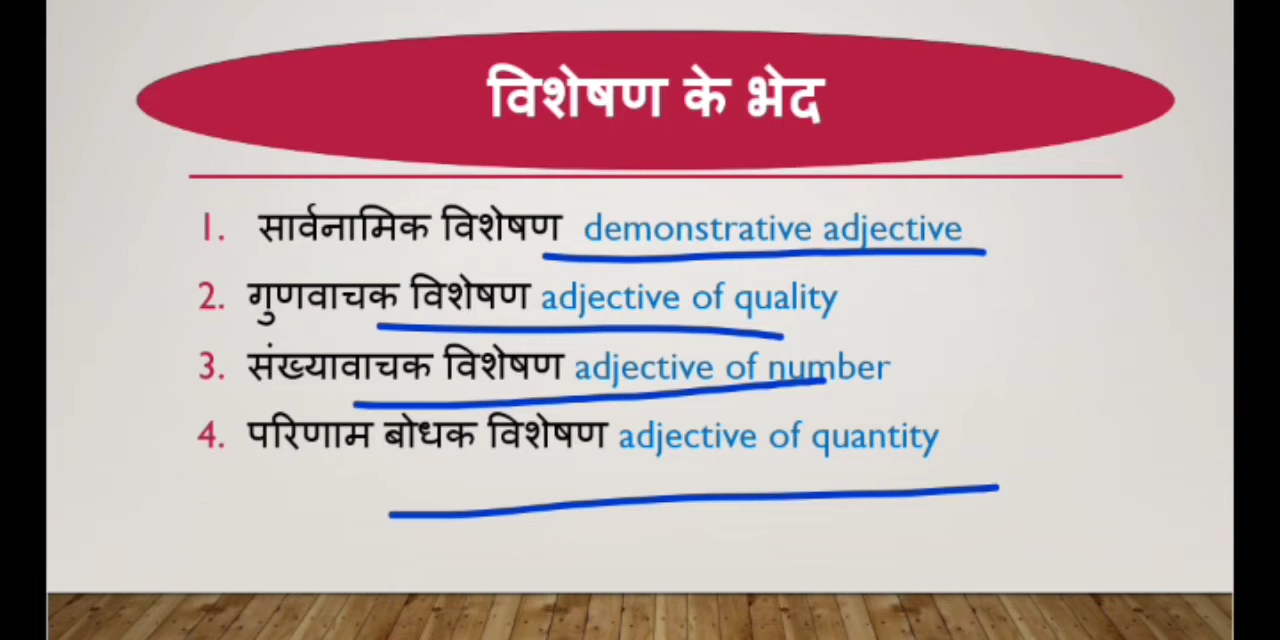 विशेषण के भेद
1. सार्वनामिक विशेषण demonstrative adjective
2. गुणवाचक विशेषण adjective of quality
3. संख्यावाचक विशेषण adjective of number
4. परिणाम बोधक विशेषण adjective of quantity